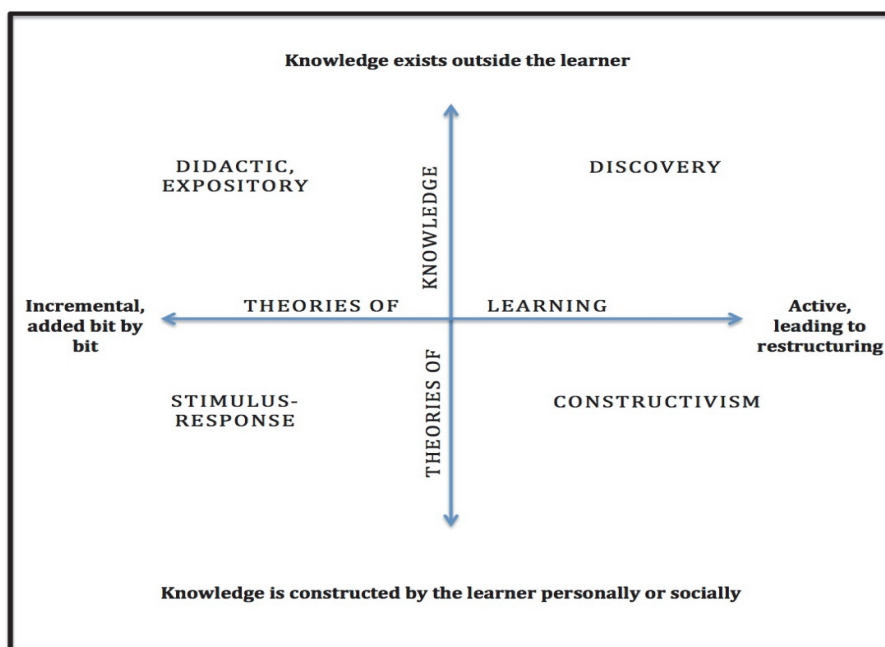 Knowledge exists outside the learner
DIDACTIC,
EXPOSITORY
DISCOVERY
KNOWLEDGE
Incremental,
added bit by
bit
THEORIES OF
LEARNING
Active,
leading to
restructuring
STIMULUS-
RESPONSE
THEORIES OF
CONSTRUCTIVISM
Knowledge is constructed by the learner personally or socially